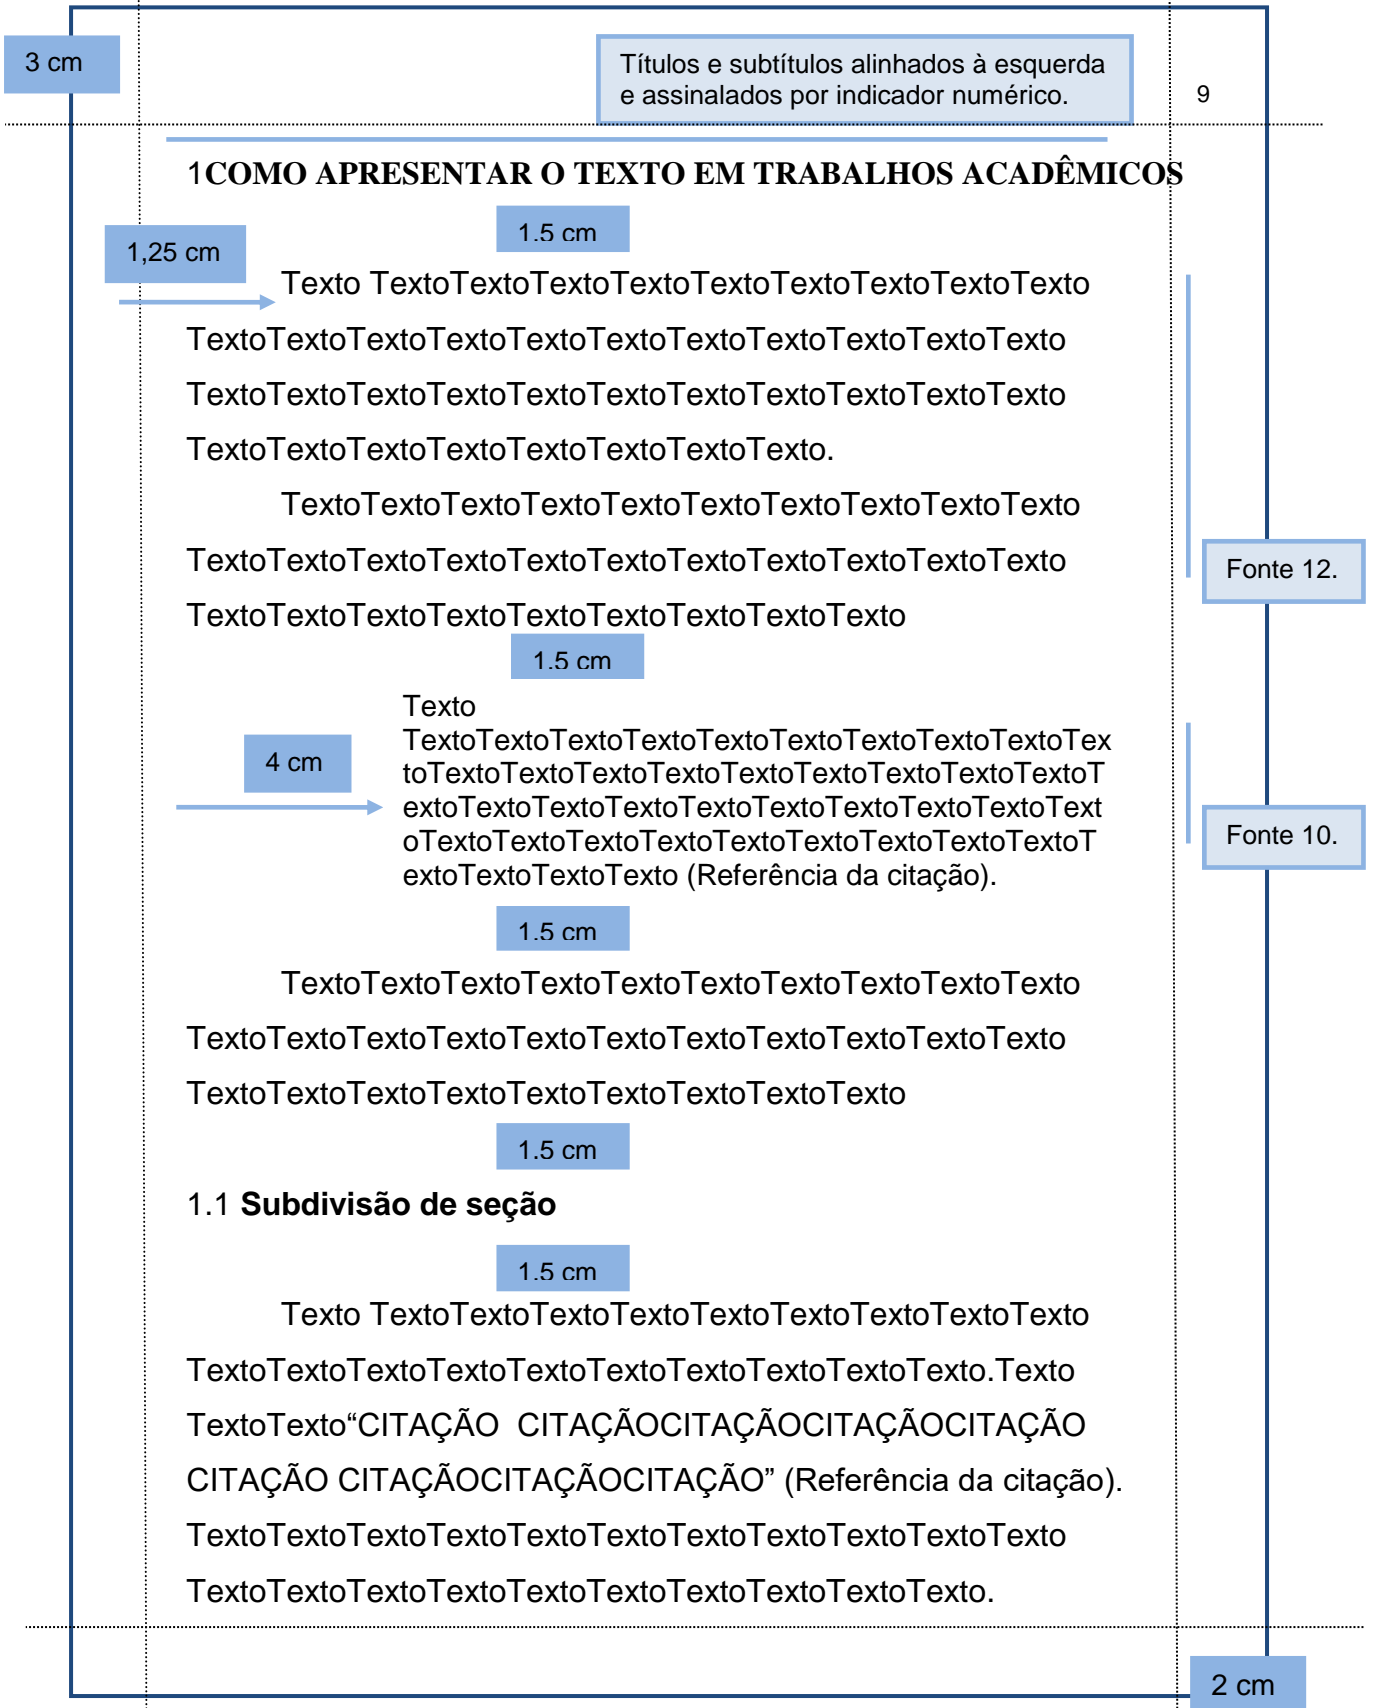 3 cm
Títulos e subtítulos alinhados à esquerda
e assinalados por indicador numérico.
9
1COMO APRESENTAR O TEXTO EM TRABALHOS ACADÊMICOS
1.5 cm
1,25 cm
Texto TextoTextoTextoTextoTextoTextoTextoTextoTexto
TextoTextoTextoTextoTextoTextoTextoTextoTextoTextoTexto
TextoTextoTextoTextoTextoTextoTextoTextoTextoTextoTexto
TextoTextoTextoTextoTextoTextoTextoTexto.
TextoTextoTextoTextoTextoTextoTextoTextoTextoTexto
TextoTextoTextoTextoTextoTextoTextoTextoTextoTextoTexto
Fonte 12.
TextoTextoTextoTextoTextoTextoTextoTextoTexto
1.5 cm
Texto
TextoTextoTextoTextoTextoTextoTextoTextoTextoTex
4 cm
toTextoTextoTextoTextoTextoTextoTextoTextoTextoT
extoTextoTextoTextoTextoTextoTextoTextoTextoText
oTextoTextoTextoTextoTextoTextoTextoTextoTextoT
Fonte 10.
extoTextoTextoTexto (Referência da citação).
1.5 cm
TextoTextoTextoTextoTextoTextoTextoTextoTextoTexto
TextoTextoTextoTextoTextoTextoTextoTextoTextoTextoTexto
TextoTextoTextoTextoTextoTextoTextoTextoTexto
1.5 cm
1.1 Subdivisão de seção
1.5 cm
Texto TextoTextoTextoTextoTextoTextoTextoTextoTexto
TextoTextoTextoTextoTextoTextoTextoTextoTextoTexto.Texto
TextoTexto“CITAÇÃO  CITAÇÃOCITAÇÃOCITAÇÃOCITAÇÃO
CITAÇÃO CITAÇÃOCITAÇÃOCITAÇÃO” (Referência da citação).
TextoTextoTextoTextoTextoTextoTextoTextoTextoTextoTexto
TextoTextoTextoTextoTextoTextoTextoTextoTextoTexto.
2 cm